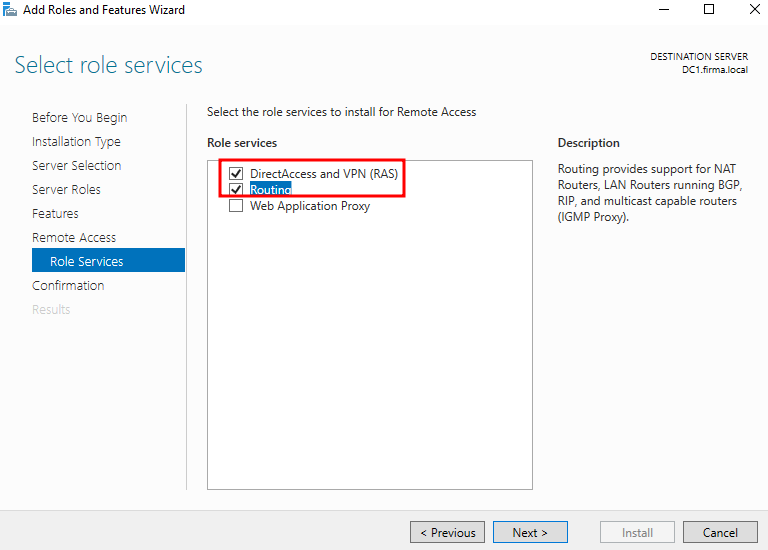 Add Roles and Features Wizard
Select role services
DESTINATION SERVER
DC1.firma.local
Before You Begin
Installation Type
Server Selection
Server Roles
Features
Remote Access
Role Services
Confirmation
Results
Select the role services to install for Remote Access
Role services
DirectAccess and VPN (RAS)
Routing
Web Application Proxy
Description
Routing provides support for NAT
Routers, LAN Routers running BGP,
RIP, and multicast capable routers
(IGMP Proxy).
< Previous
Next >
Install
Cancel